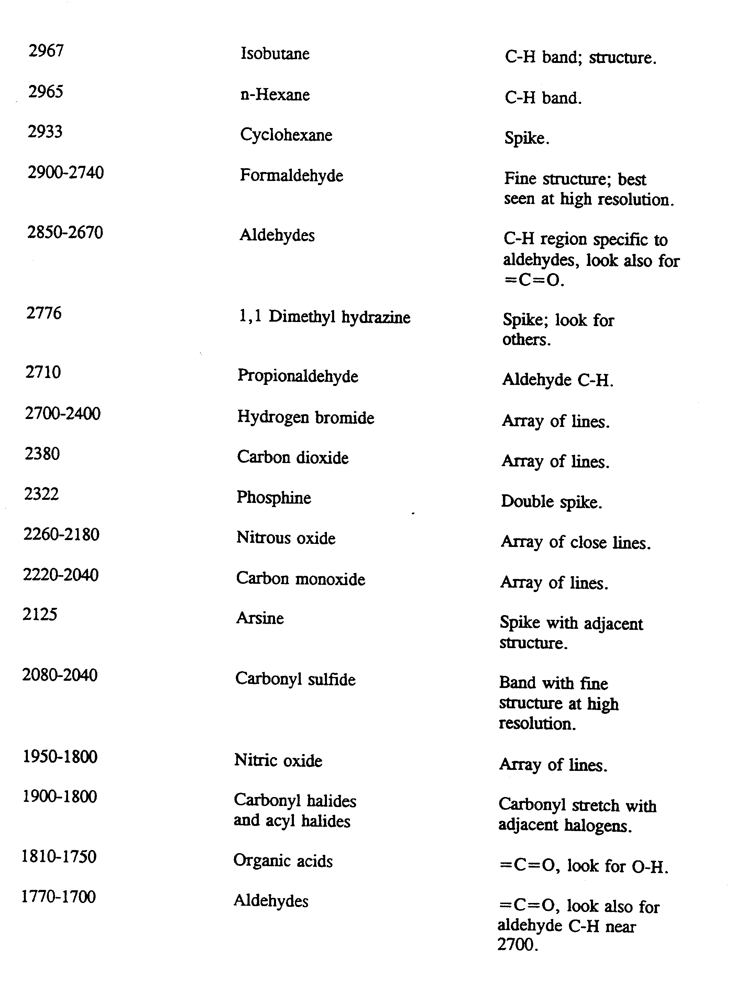 2967 Isobutane C-H band; structure.
2965 n-Hexane C-H band.
2933 Cyclohexane Spike.
2900-2740 Formaldehyde Fine structure; best
seen at high resolution.
2850-2670 Aldehydes C-H region specific to
aldehydes, look also for
=C=O.
2776 1,1 Dimethyl hydrazine Spike; look for
others.
2710 Propionaldehyde Aldehyde C-H.
2700-2400 Hydrogen bromide Array of lines.
2380 Carbon dioxide Array of lines.
2322 Phosphine Double spike.
2260-2180 Nitrous oxide Array of close lines.
2220-2040 Carbon monoxide Array of lines.
2125 Arsine Spike with adjacent
structure.
2080-2040 Carbonyl sulfide Band with fine
structure at high
resolution.
1950-1800 Nitric oxide Array of lines.
1900-1800 Carbonyl halides Carbonyl stretch with
and acyl halides adjacent halogens.
1810-1750 Organic acids =C=O, look for O-H.
1770-1700 Aldehydes =C=O, look also for
aldehyde C-H near
2700.